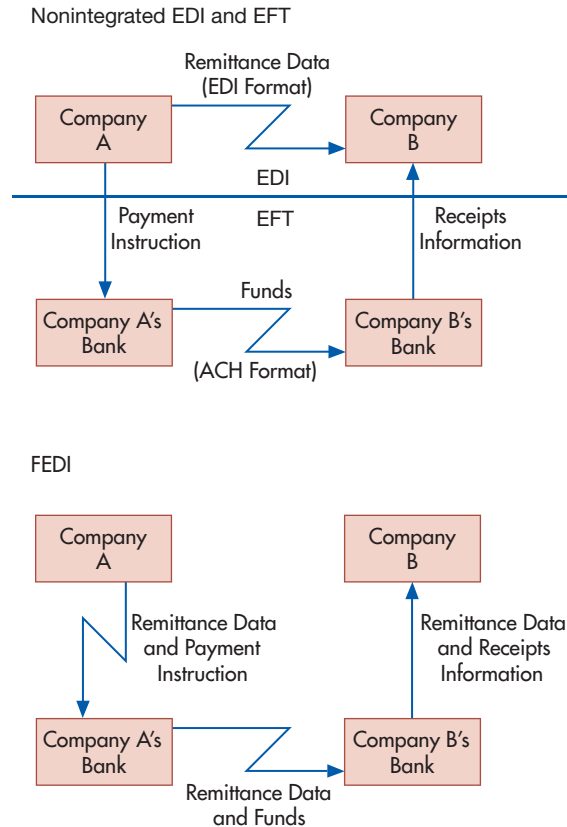 Nonintegrated EDI and EFT
Remittance Data
(EDI Format)
Company
A
Company
B
EDI
EFT
Payment
Instruction
Receipts
Information
Funds
Company A's
Bank
Company B's
Bank
(ACH Format)
FEDI
Company
A
Company
B
Remittance Data
and Payment
Instruction
Remittance Data
and Receipts
Information
Company A's
Bank
Company B's
Bank
Remittance Data
and Funds